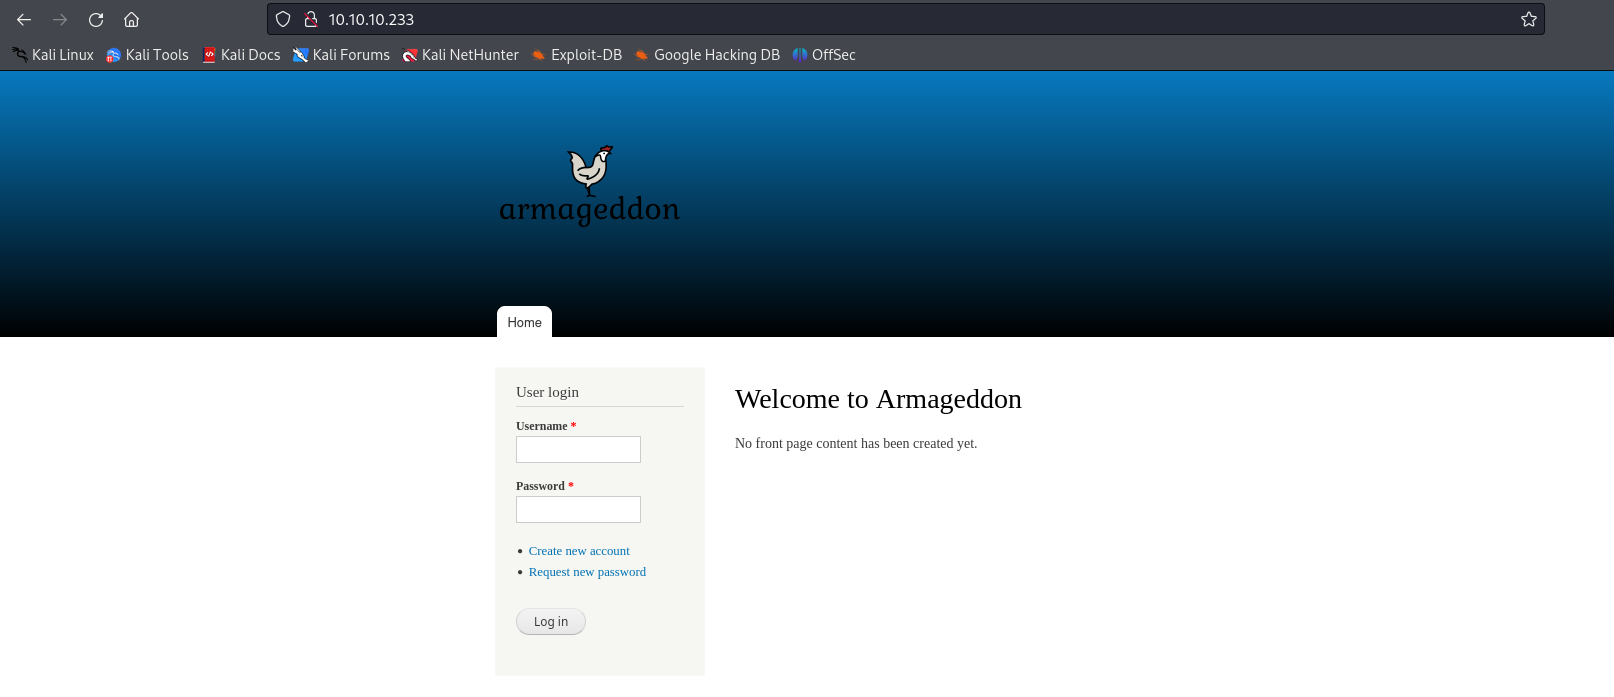 10.10.10.233
Kali Linux Kali Tools Kali Docs Kali Forums Kali NetHunter Exploit-DB Google Hacking DB OffSec
armageddon
Home
User login
Username *
Password *
Create new account
Request new password
Log in
Welcome to Armageddon
No front page content has been created yet.